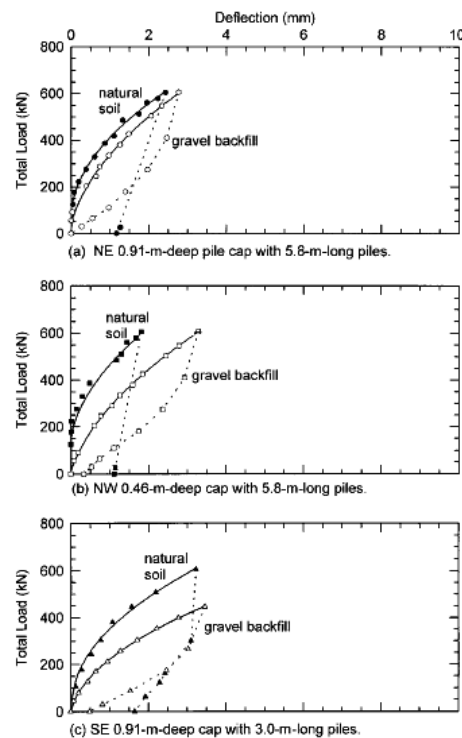 Deflection (mm)
0 2 4 6 8 10
800
600
400
200
0
Total Load (kN)
natural
soil
gravel backfill
(a) NE 0.91-m-deep pile cap with 5.8-m-long piles.
800
600
400
200
0
Total Load (kN)
natural
soil
gravel backfill
(b) NW 0.46-m-deep cap with 5.8-m-long piles.
800
600
400
200
0
Total Load (kN)
natural
soil
gravel backfill
(c) SE 0.91-m-deep cap with 3.0-m-long piles.